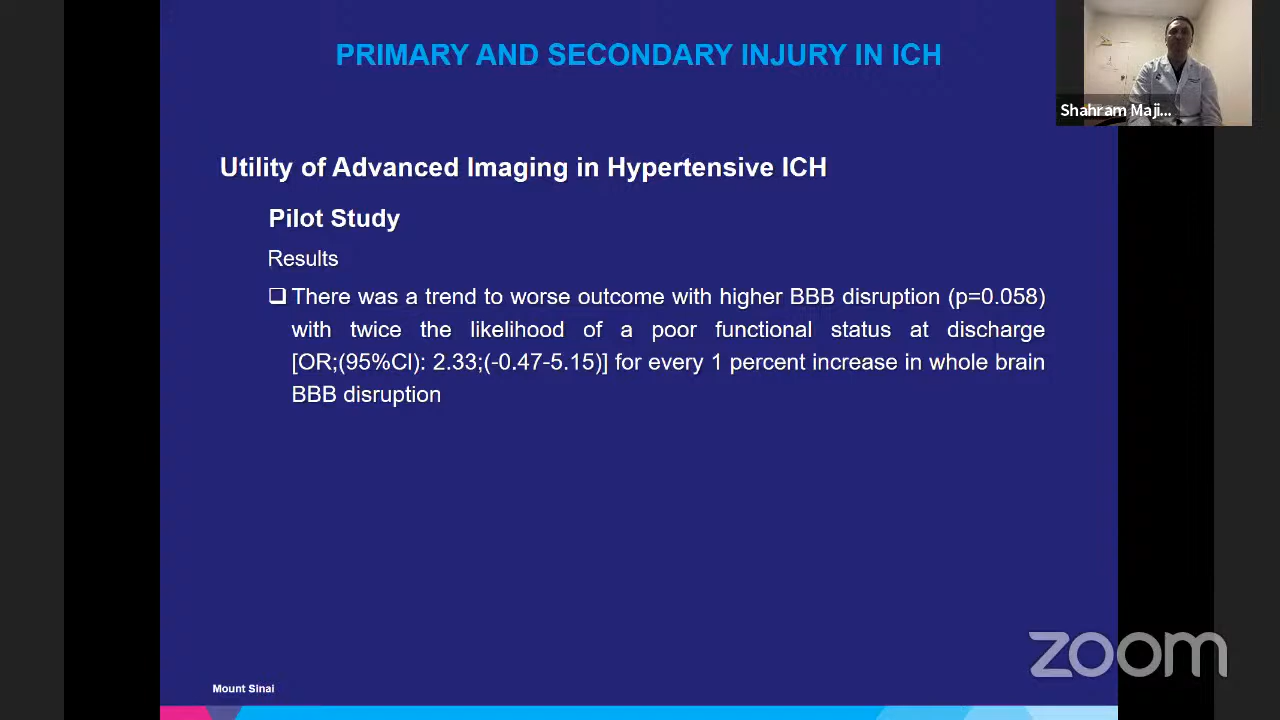 PRIMARY AND SECONDARY INJURY IN ICH
Shahram Maji...
Utility of Advanced Imaging in Hypertensive ICH
Pilot Study
Results
❑ There was a trend to worse outcome with higher BBB disruption (p=0.058)
with twice the likelihood of a poor functional status at discharge
[OR;(95%CI): 2.33;(-0.47-5.15)] for every 1 percent increase in whole brain
BBB disruption
zoom
Mount Sinai